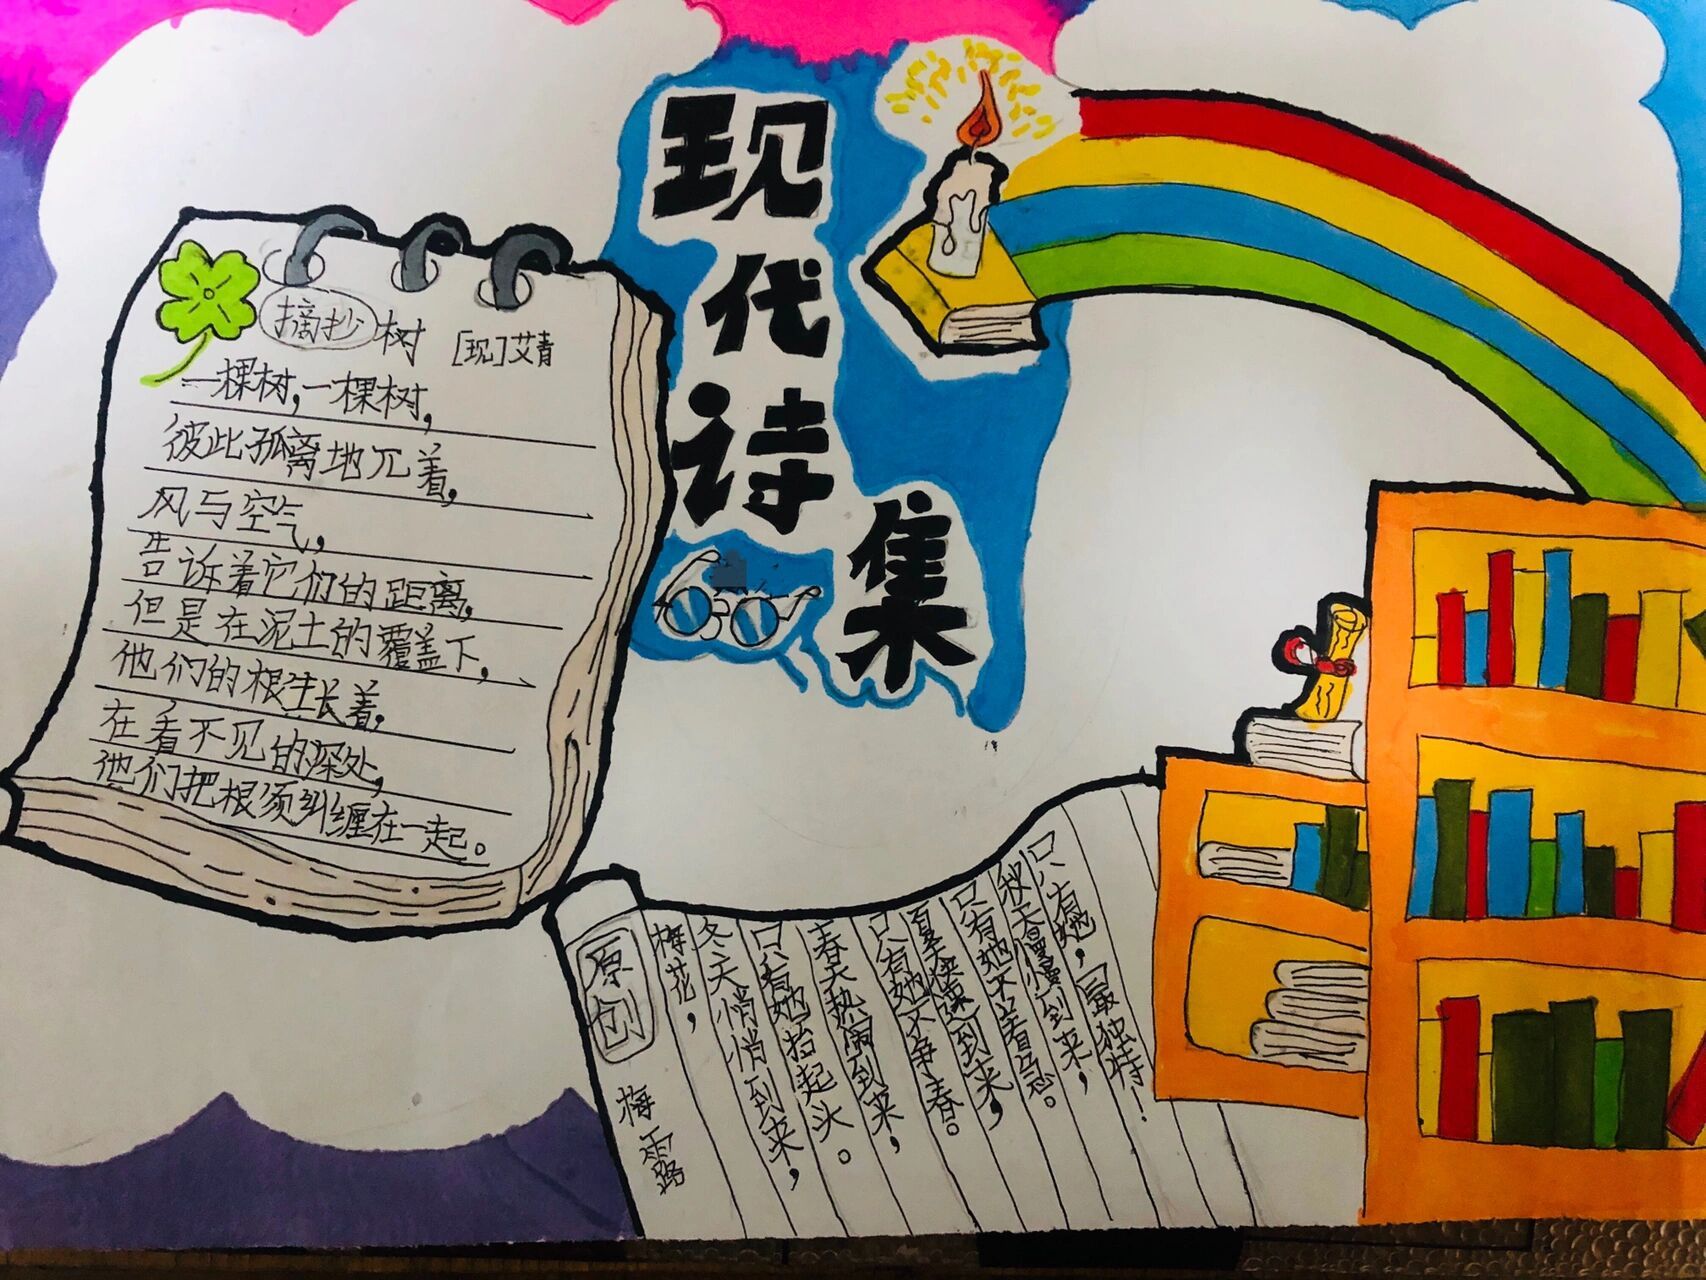 现代诗集
摘抄 树 [现]艾青
一棵树,一棵树,
彼此孤离地兀着,
风与空气,
告诉着它们的距离,
但是在泥土的覆盖下,
他们的根生长着,
在看不见的深处,
他们把根须纠缠在一起。
原创 梅 雨露
梅花,
冬天悄悄到来,
只有她抬起头。
春天热闹到来,
只有她不争春。
夏天快速到来,
只有她不着急。
秋天慢慢到来,
只有她,最独特!